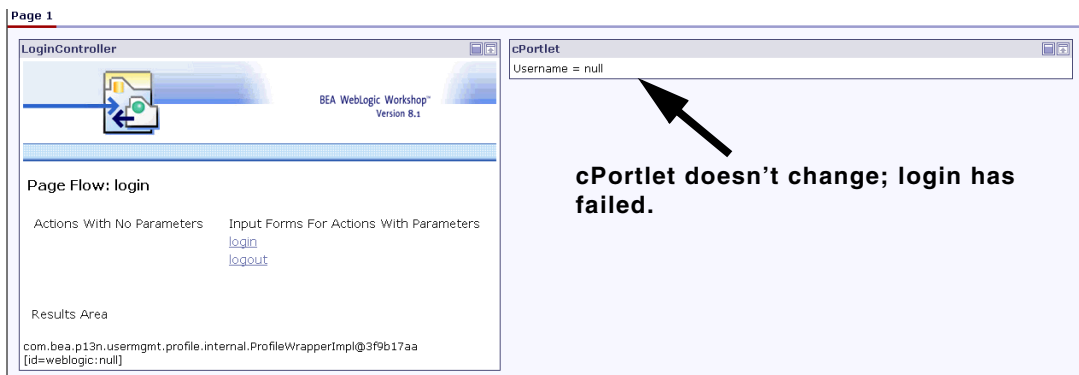 Page 1
LoginController
BEA WebLogic Workshop™
Version 8.1
Page Flow: login
Actions With No Parameters
Input Forms For Actions With Parameters
login
logout
Results Area
com.bea.p13n.usermgmt.profile.internal.ProfileWrapperImpl@3f9b17aa
[id=weblogic:null]
cPortlet
Username = null
cPortlet doesn’t change; login has
failed.